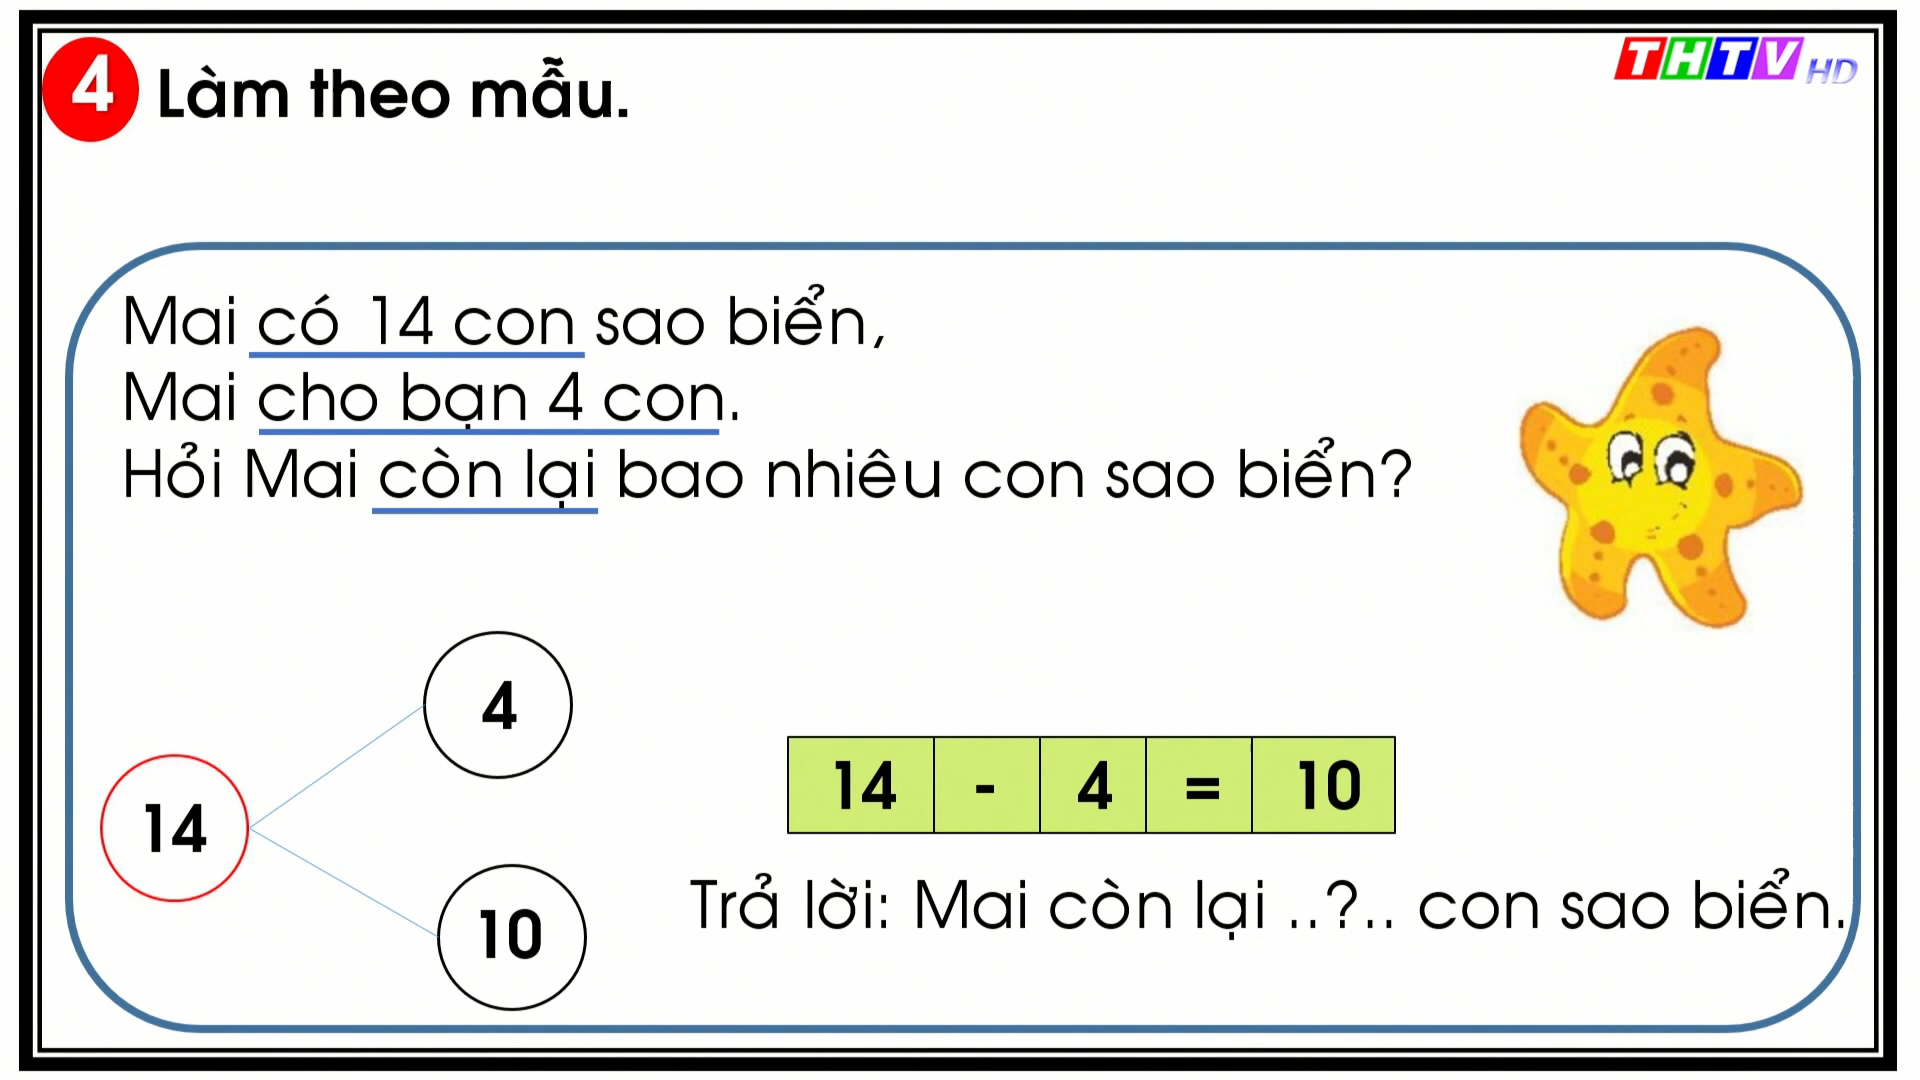 4 Làm theo mẫu.
THTV HD
Mai có 14 con sao biển,
Mai cho bạn 4 con.
Hỏi Mai còn lại bao nhiêu con sao biển?
4
14
10
14 - 4 = 10
Trả lời: Mai còn lại ..?.. con sao biển.